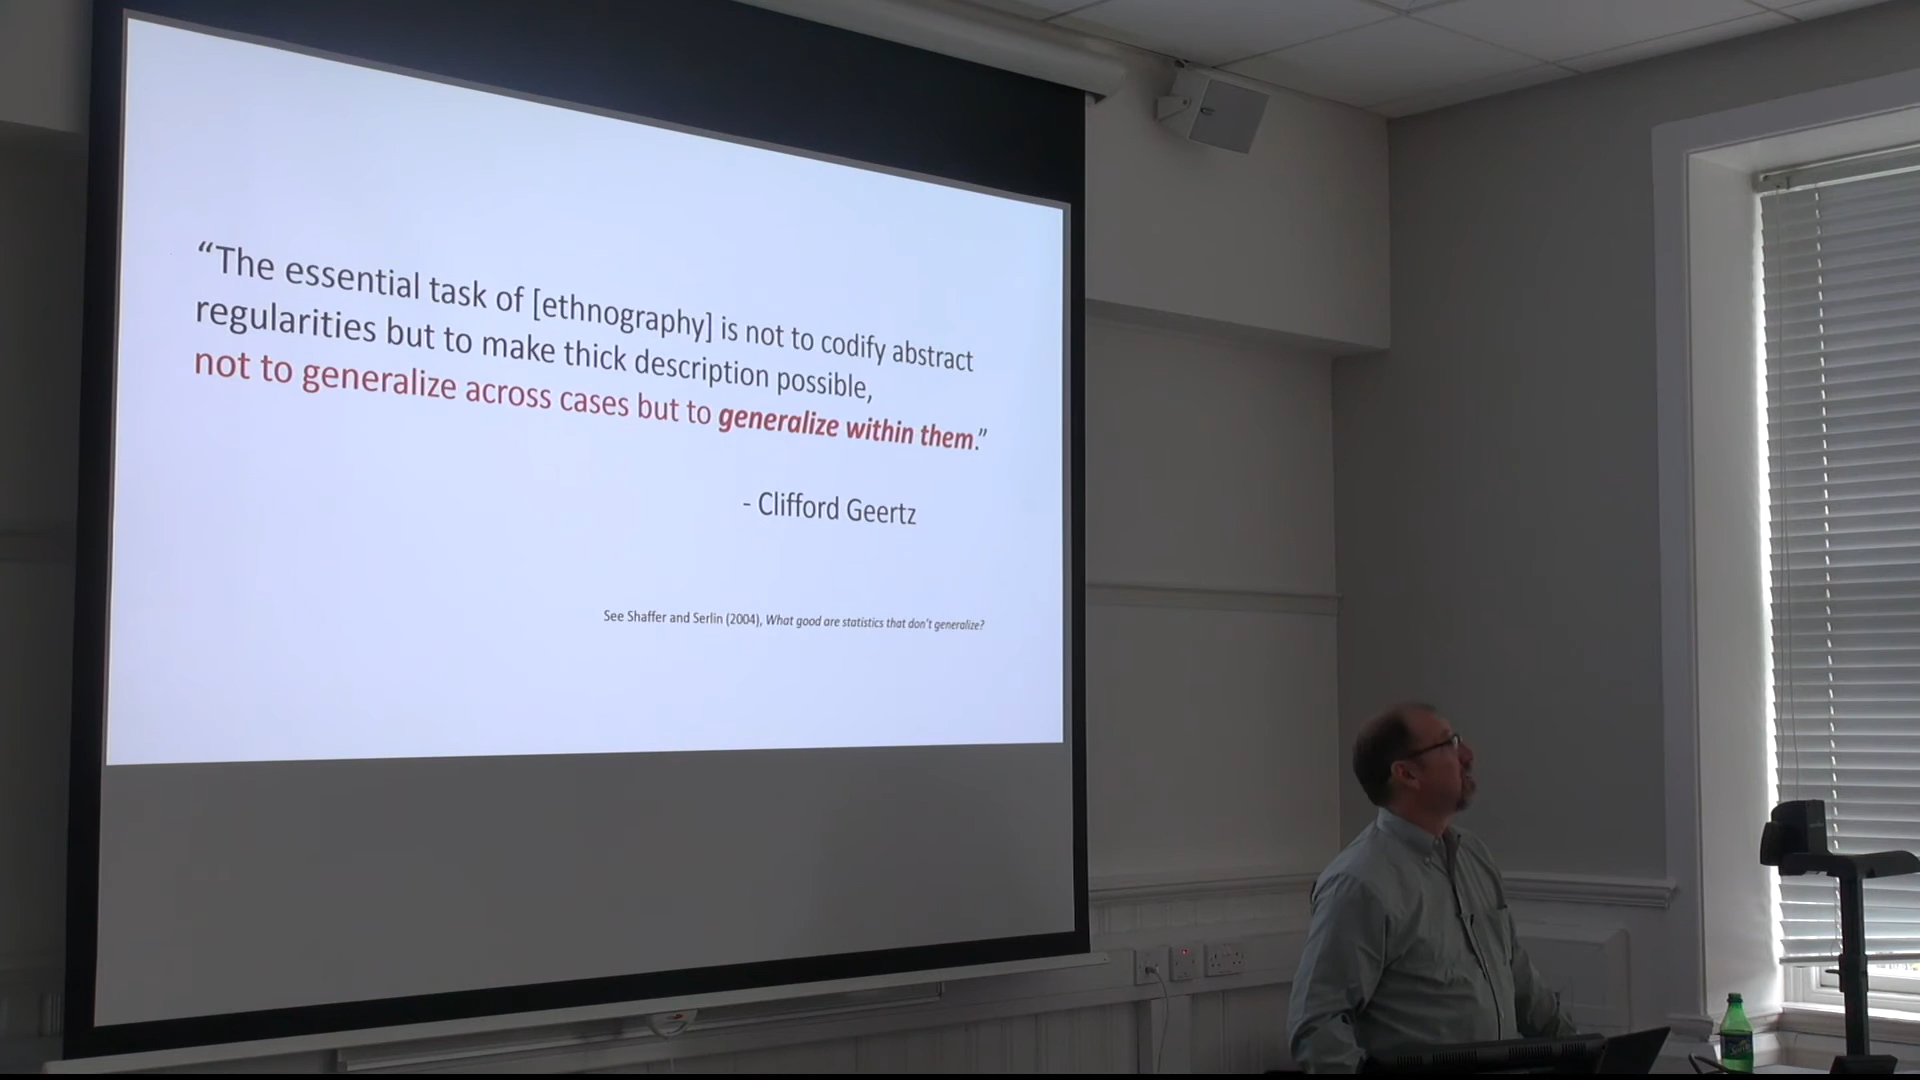 “The essential task of [ethnography] is not to codify abstract
regularities but to make thick description possible,
not to generalize across cases but to generalize within them.”
- Clifford Geertz
See Shaffer and Serlin (2004), What good are statistics that don't generalize?